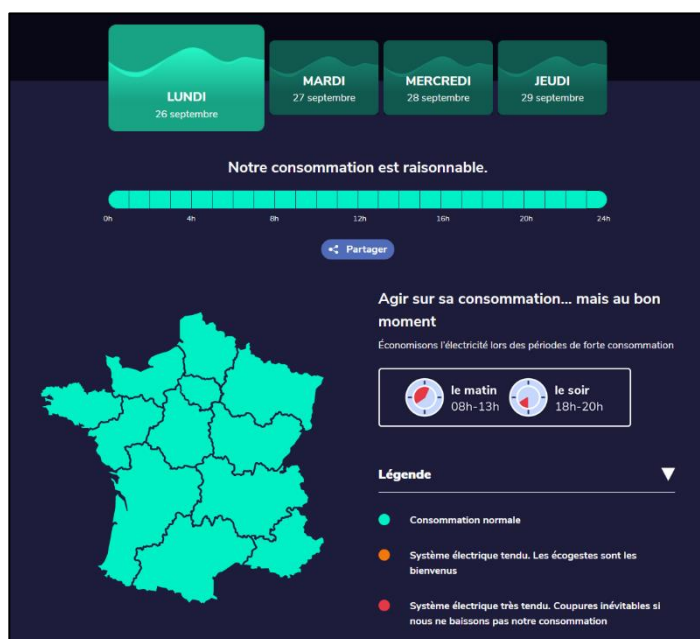 LUNDI
26 septembre
MARDI
27 septembre
MERCREDI
28 septembre
JEUDI
29 septembre
Notre consommation est raisonnable.
0h 4h 8h 12h 16h 20h 24h
Partager
Agir sur sa consommation... mais au bon
moment
Économisons l'électricité lors des périodes de forte consommation
le matin
08h-13h
le soir
18h-20h
Légende
Consommation normale
Système électrique tendu. Les écogestes sont les
bienvenus
Système électrique très tendu. Coupures inévitables si
nous ne baissons pas notre consommation